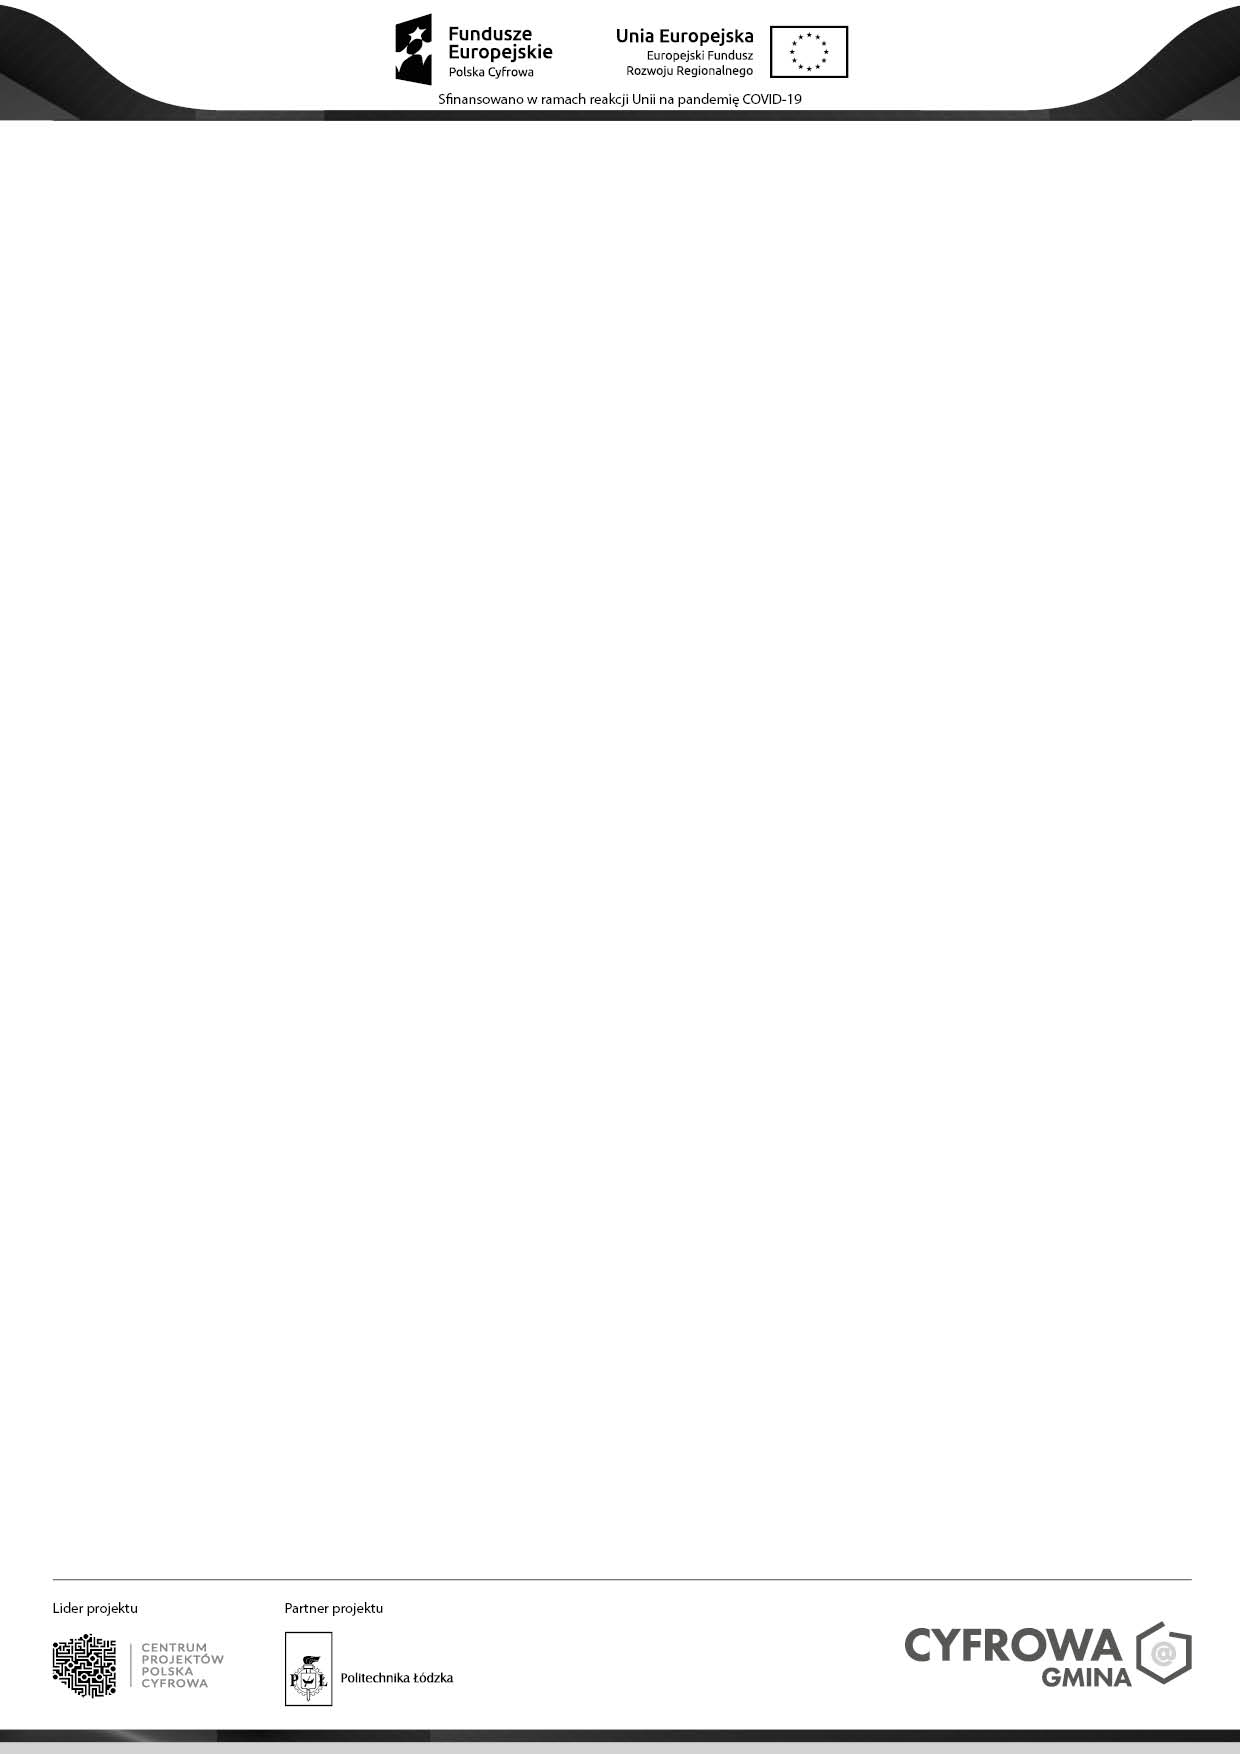 Fundusze
Europejskie
Polska Cyfrowa
Unia Europejska
Europejski Fundusz
Rozwoju Regionalnego
Sfinansowano w ramach reakcji Unii na pandemię COVID-19
Lider projektu
CENTRUM
PROJEKTÓW
POLSKA
CYFROWA
Partner projektu
P Ł
Politechnika Łódzka
CYFROWA
GMINA
@